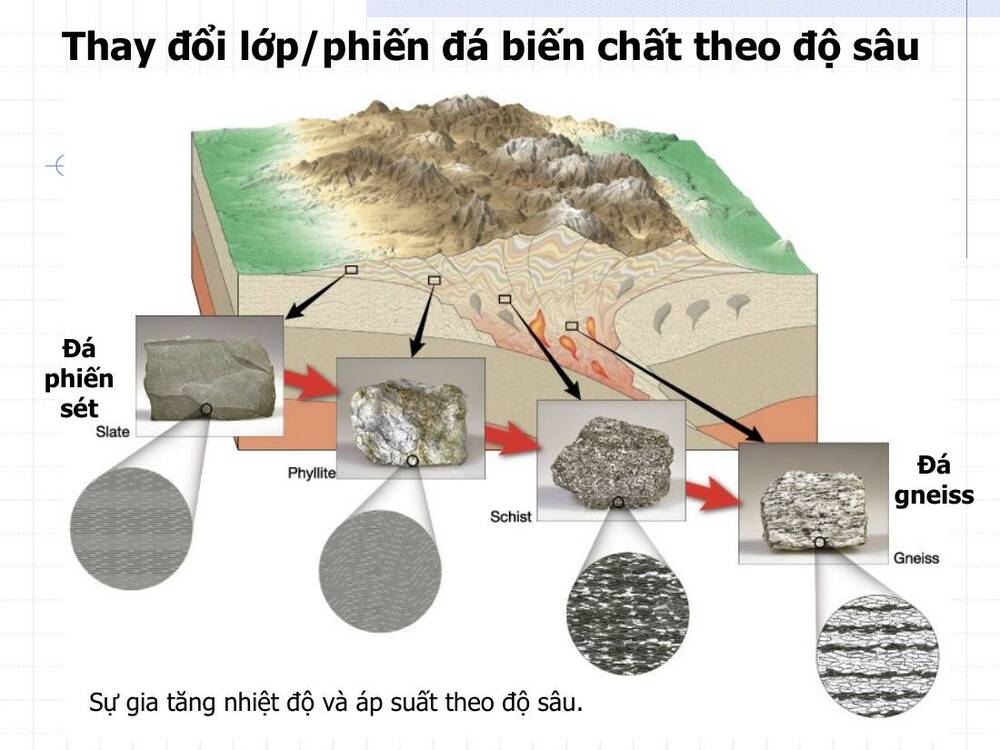 Thay đổi lớp/phiến đá biến chất theo độ sâu
Đá
phiến
sét
Slate
Phyllite
Schist
Đá
gneiss
Gneiss
Sự gia tăng nhiệt độ và áp suất theo độ sâu.